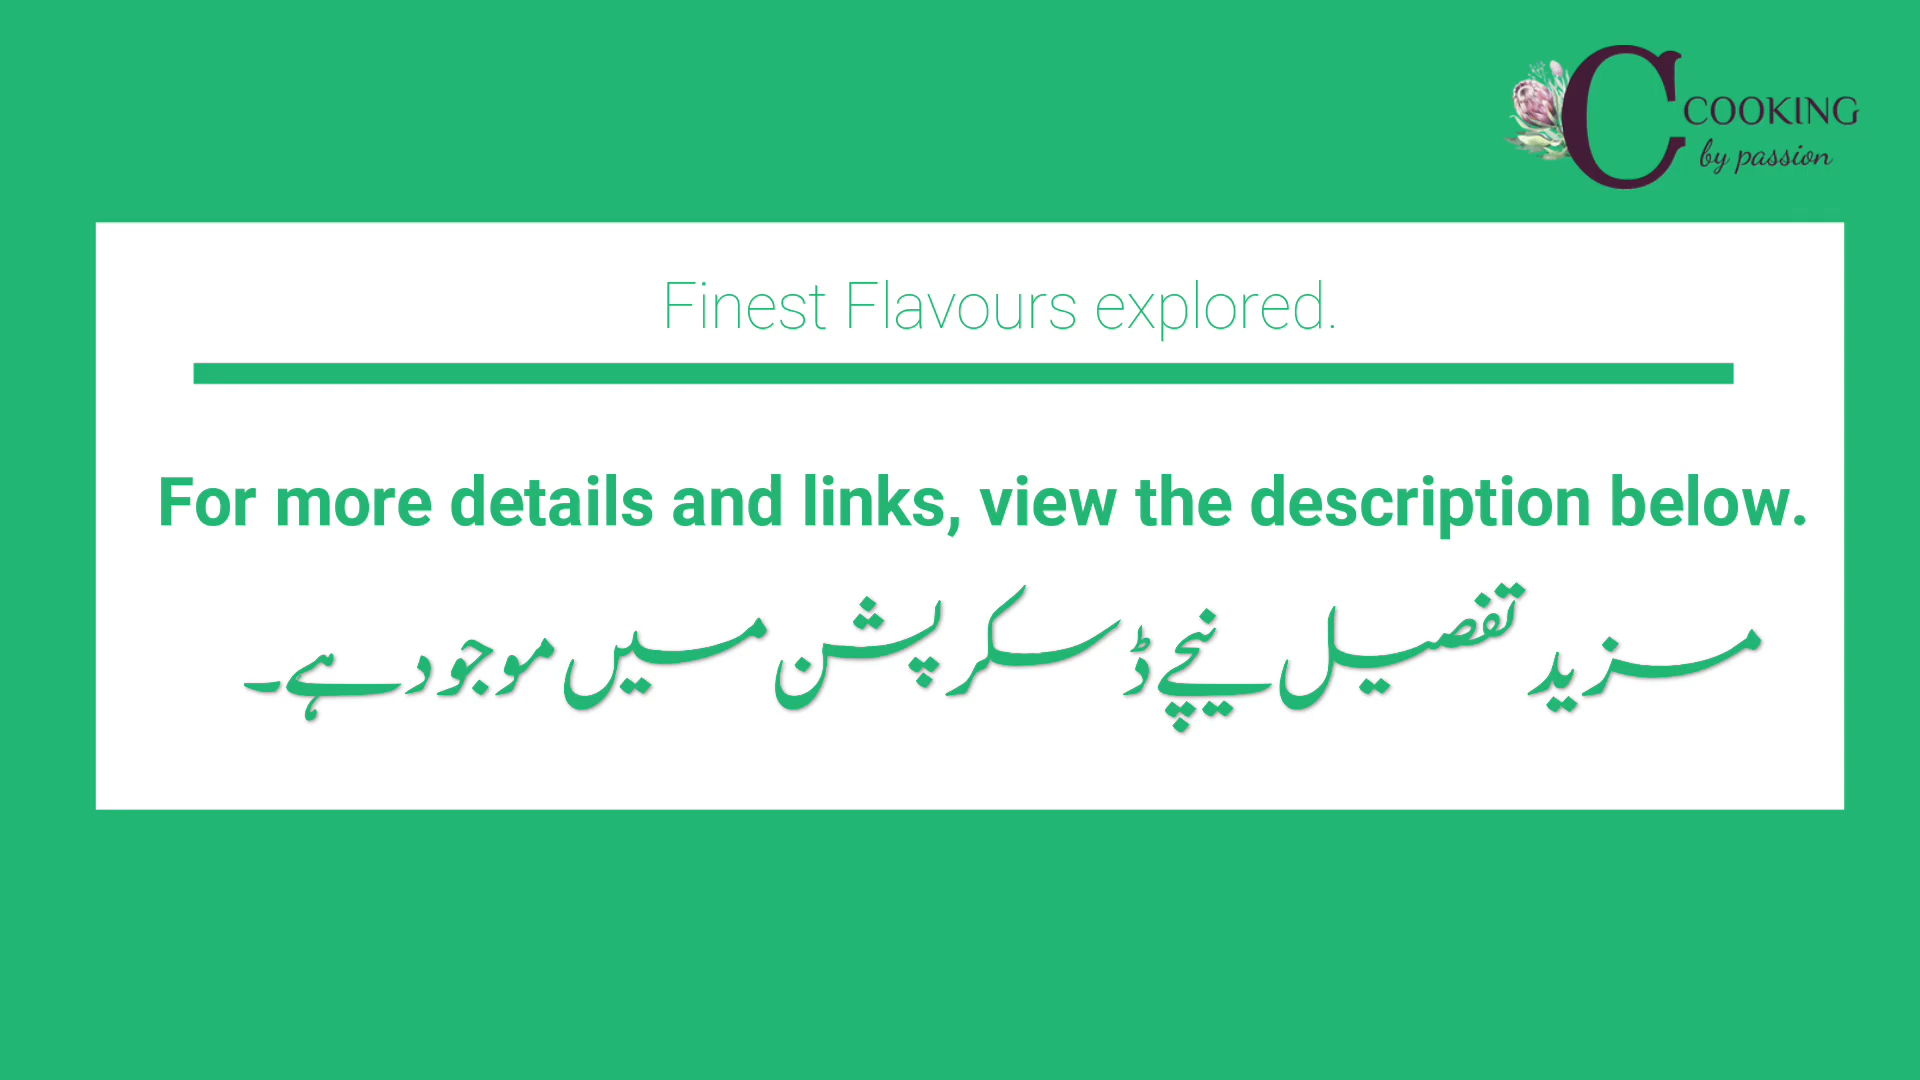 C
COOKING
by passion
Finest Flavours explored.
For more details and links, view the description below.
مزید تفصیل نیچے ڈسکرپشن میں موجود ہے۔